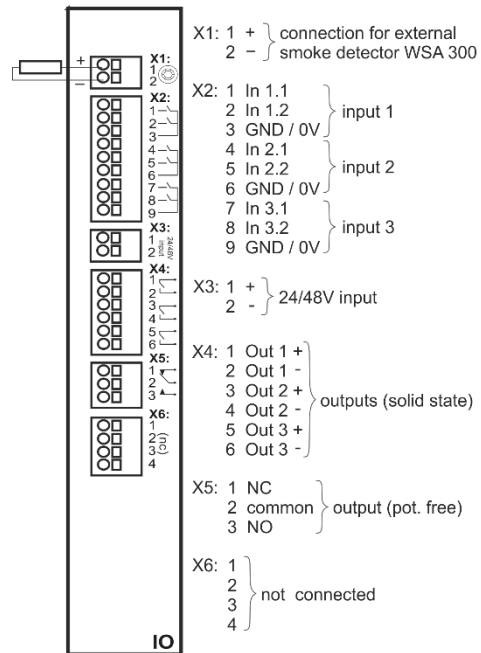 +
−
X1:
1
2
X2:
1
2
3
4
5
6
7
8
9
X3:
1
2
24/48V
input
X4:
1
2
3
4
5
6
X5:
1
2
3
X6:
1
2
3
4
(nc)
IO
X1: 1 + connection for external
2 − smoke detector WSA 300
X2: 1 In 1.1
2 In 1.2 input 1
3 GND / 0V
4 In 2.1
5 In 2.2 input 2
6 GND / 0V
7 In 3.1
8 In 3.2 input 3
9 GND / 0V
X3: 1 +
2 - 24/48V input
X4: 1 Out 1 +
2 Out 1 -
3 Out 2 +
4 Out 2 - outputs (solid state)
5 Out 3 +
6 Out 3 -
X5: 1 NC
2 common output (pot. free)
3 NO
X6: 1
2
3 not connected
4